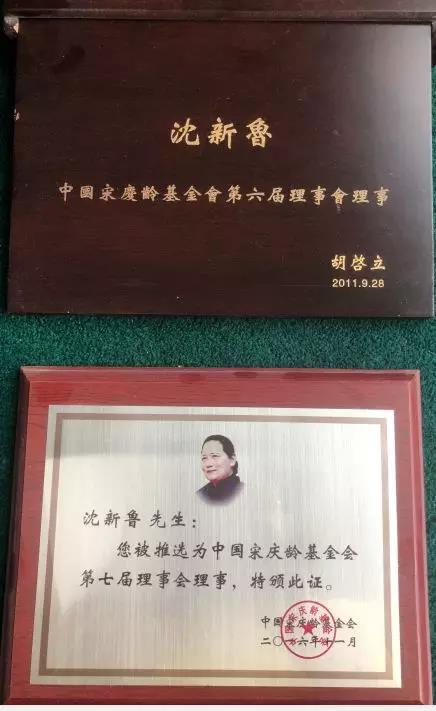 沈新魯
中國宋慶齡基金會第六届理事會理事
胡啓立
2011.9.28
沈新鲁 先生：
您被推选为中国宋庆龄基金会
第七届理事会理事，特颁此证。
中国宋庆龄基金会
二〇一六年十一月